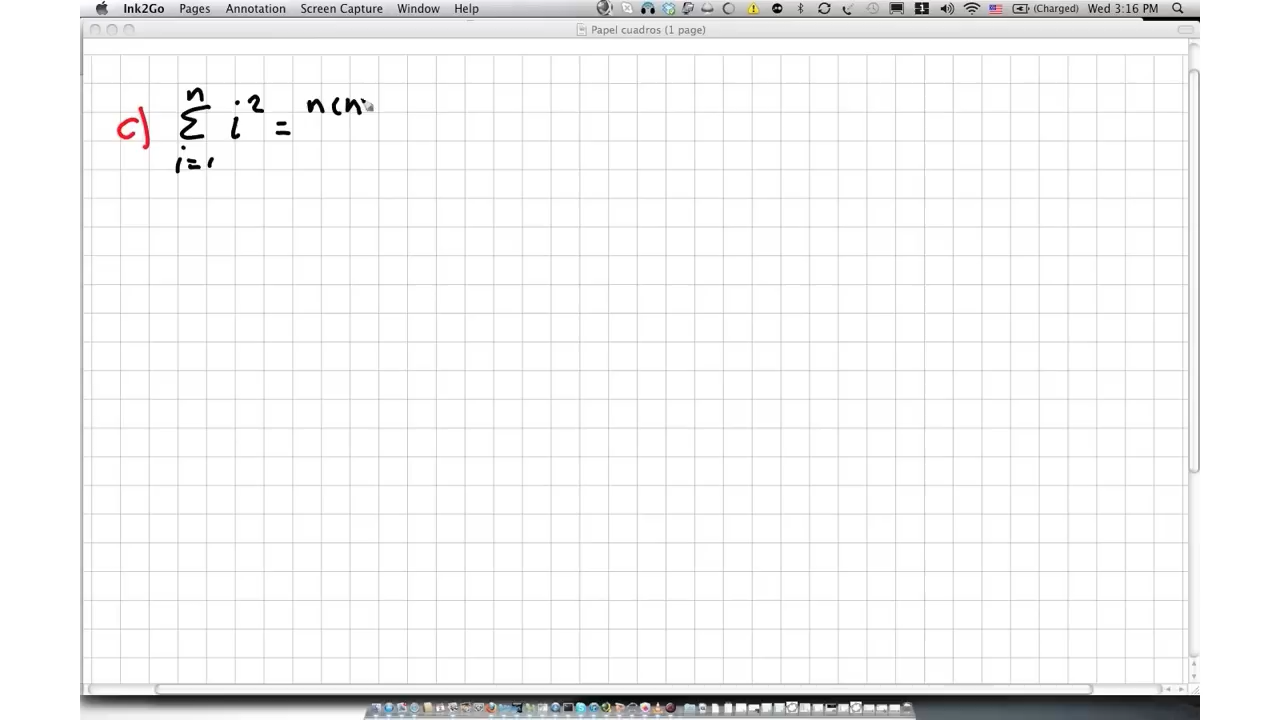 Ink2Go Pages Annotation Screen Capture Window Help (Charged) Wed 3:16 PM
Papel cuadros (1 page)
c) n Σ i=1 i² = n(n